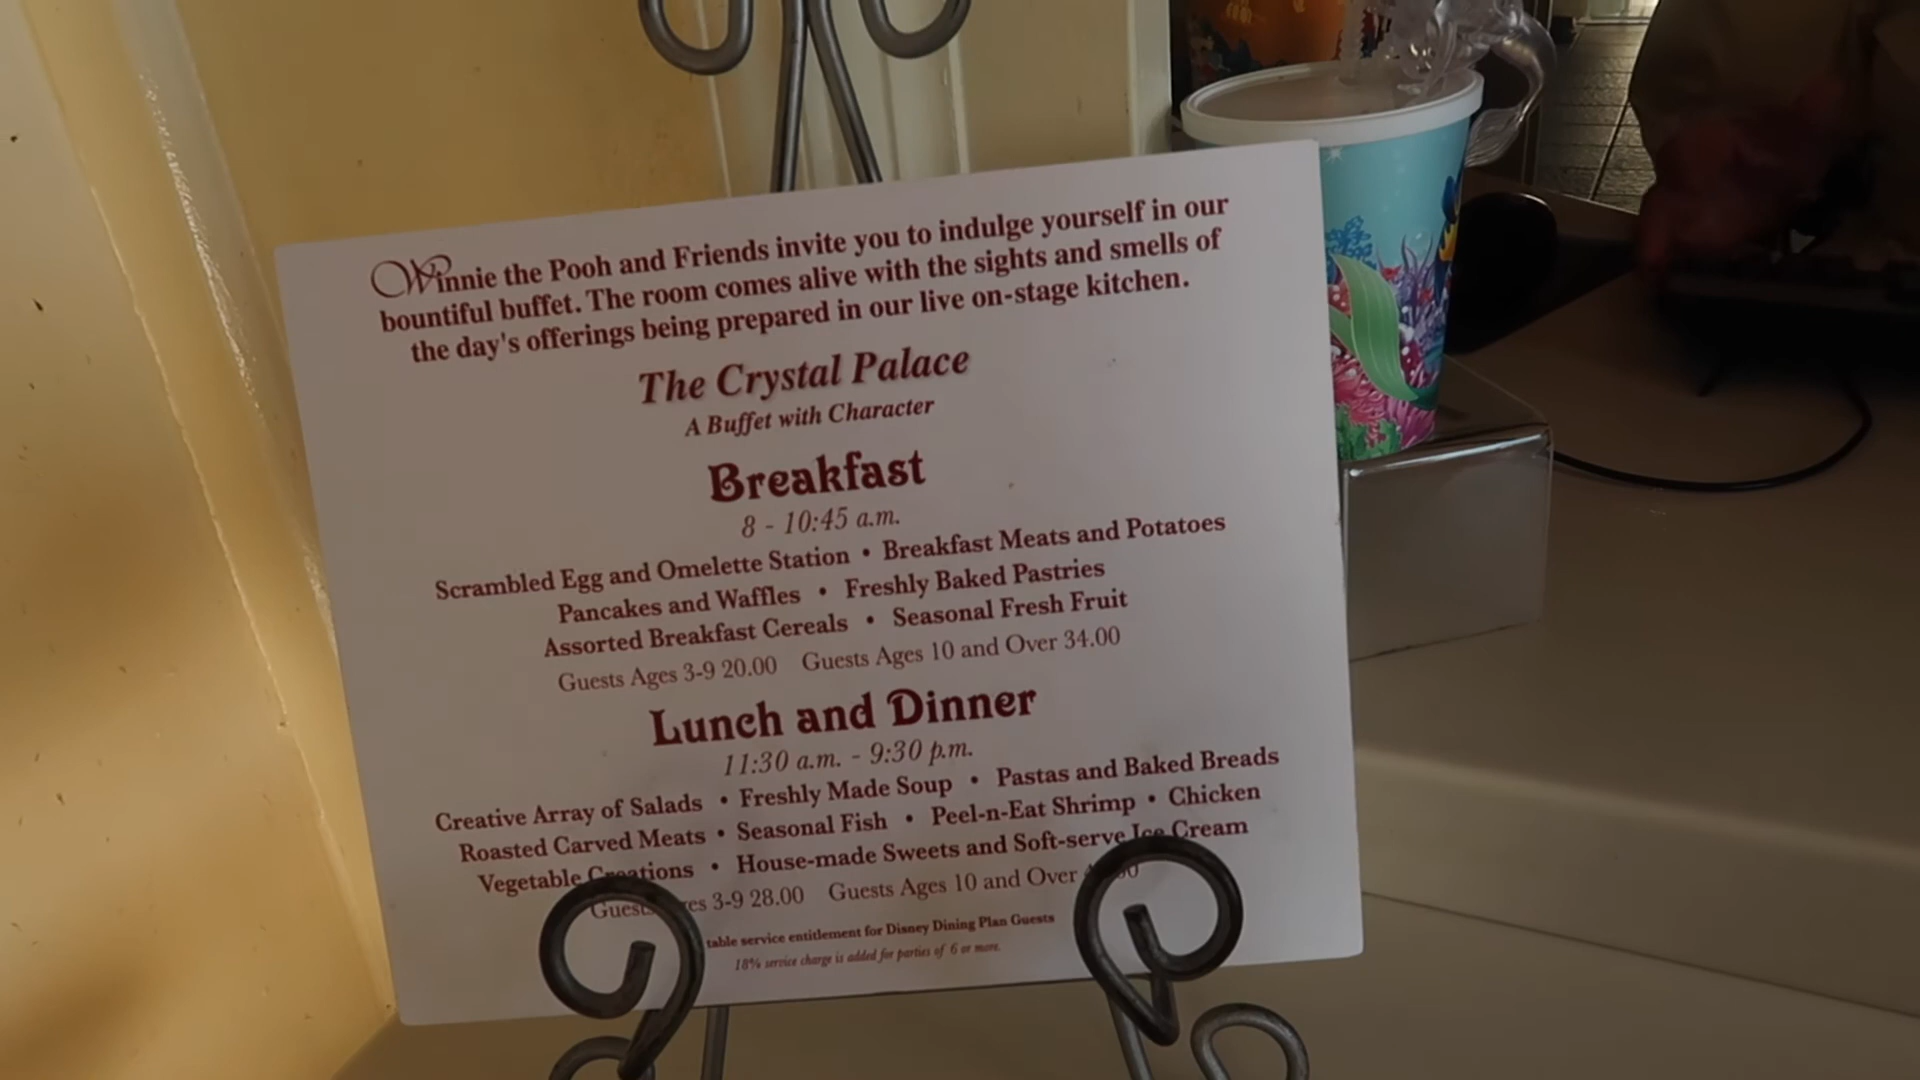 Winnie the Pooh and Friends invite you to indulge yourself in our
bountiful buffet. The room comes alive with the sights and smells of
the day's offerings being prepared in our live on-stage kitchen.
The Crystal Palace
A Buffet with Character
Breakfast
8 - 10:45 a.m.
Scrambled Egg and Omelette Station • Breakfast Meats and Potatoes
Pancakes and Waffles • Freshly Baked Pastries
Assorted Breakfast Cereals • Seasonal Fresh Fruit
Guests Ages 3-9 20.00 Guests Ages 10 and Over 34.00
Lunch and Dinner
11:30 a.m. - 9:30 p.m.
Creative Array of Salads • Freshly Made Soup • Pastas and Baked Breads
Roasted Carved Meats • Seasonal Fish • Peel-n-Eat Shrimp • Chicken
Vegetable Creations • House-made Sweets and Soft-serve Ice Cream
Guests Ages 3-9 28.00 Guests Ages 10 and Over
table service entitlement for Disney Dining Plan Guests
18% service charge is added for parties of 6 or more.